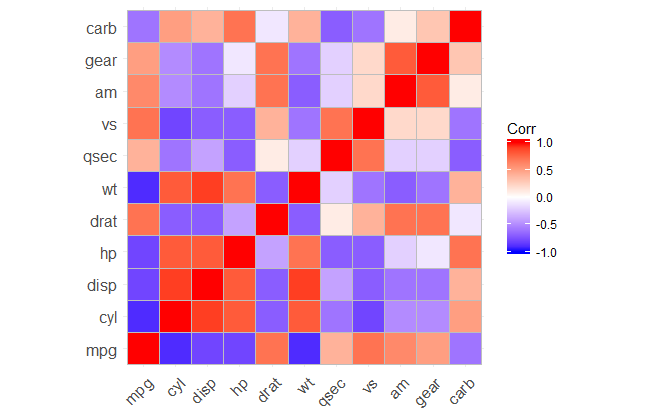 carb
gear
am
vs
qsec
wt
drat
hp
disp
cyl
mpg
mpg cyl disp hp drat wt qsec vs am gear carb
Corr
1.0
0.5
0.0
-0.5
-1.0